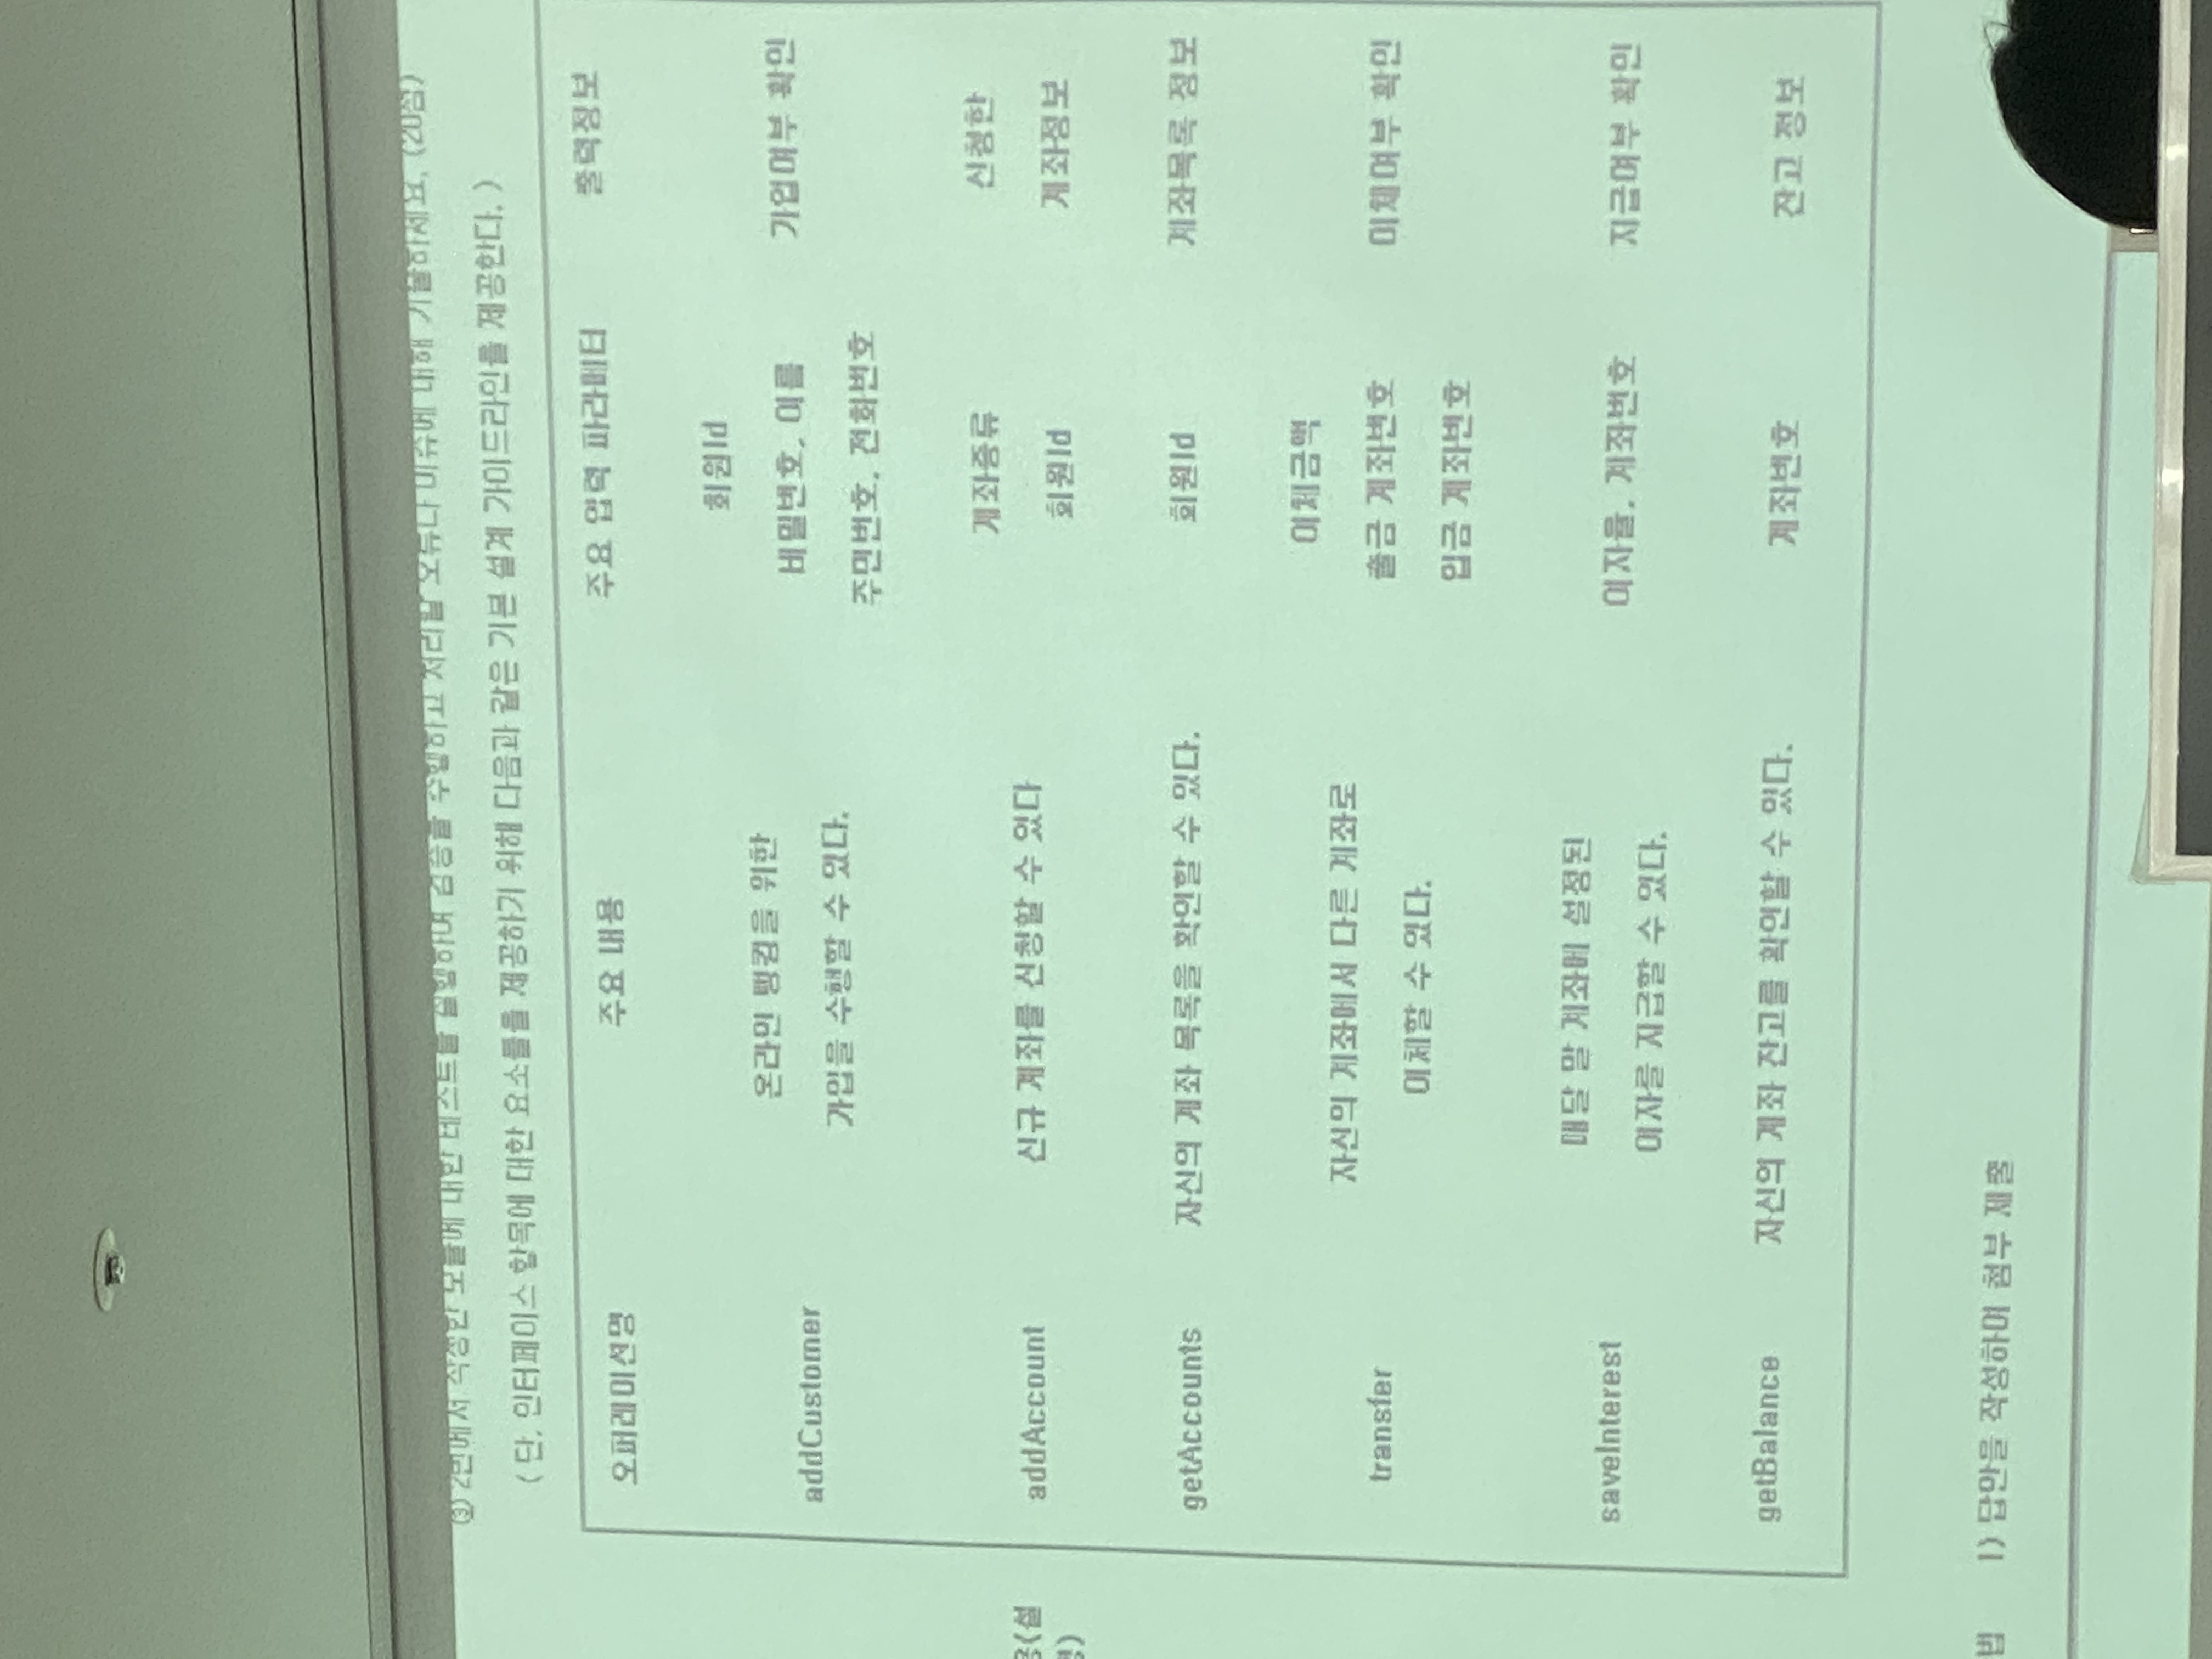 ③ 2번에서 작성한 모듈에 대한 테스트를 실행하며 검증을 수행하고 처리할 오류나 이슈에 대해 기술하세요. (20점)
( 단, 인터페이스 항목에 대한 요소들을 제공하기 위해 다음과 같은 기본 설계 가이드라인을 제공한다. )
오퍼레이션명 주요 내용 주요 입력 파라메터 출력정보
회원Id
온라인 뱅킹을 위한
addCustomer 비밀번호, 이름 가입여부 확인
가입을 수행할 수 있다.
주민번호, 전화번호
계좌종류 신청한
addAccount 신규 계좌를 신청할 수 있다
회원Id 계좌정보
getAccounts 자신의 계좌 목록을 확인할 수 있다. 회원Id 계좌목록 정보
이체금액
자신의 계좌에서 다른 계좌로
transfer 출금 계좌번호 이체여부 확인
이체할 수 있다.
입금 계좌번호
매달 말 계좌에 설정된
saveInterest 이자율, 계좌번호 지급여부 확인
이자를 지급할 수 있다.
getBalance 자신의 계좌 잔고를 확인할 수 있다. 계좌번호 잔고 정보
법 1) 답안을 작성하여 첨부 제출